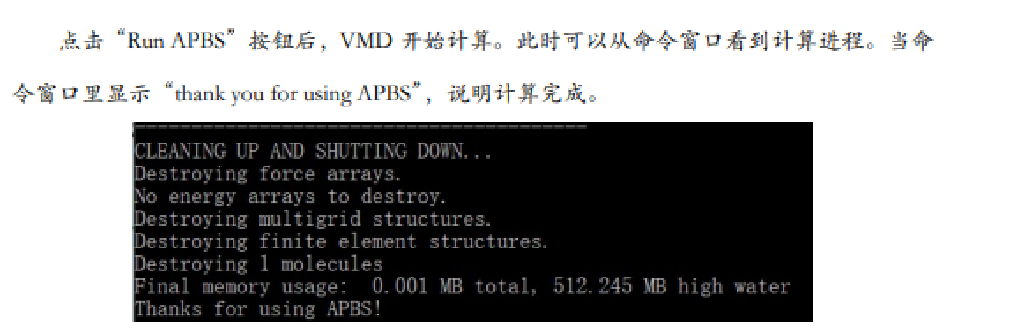 点击“Run APBS”按钮后，VMD 开始计算。此时可以从命令窗口看到计算进程。当命
令窗口里显示“thank you for using APBS”，说明计算完成。
CLEANING UP AND SHUTTING DOWN...
Destroying force arrays.
No energy arrays to destroy.
Destroying multigrid structures.
Destroying finite element structures.
Destroying 1 molecules
Final memory usage:  0.001 MB total, 512.245 MB high water
Thanks for using APBS!